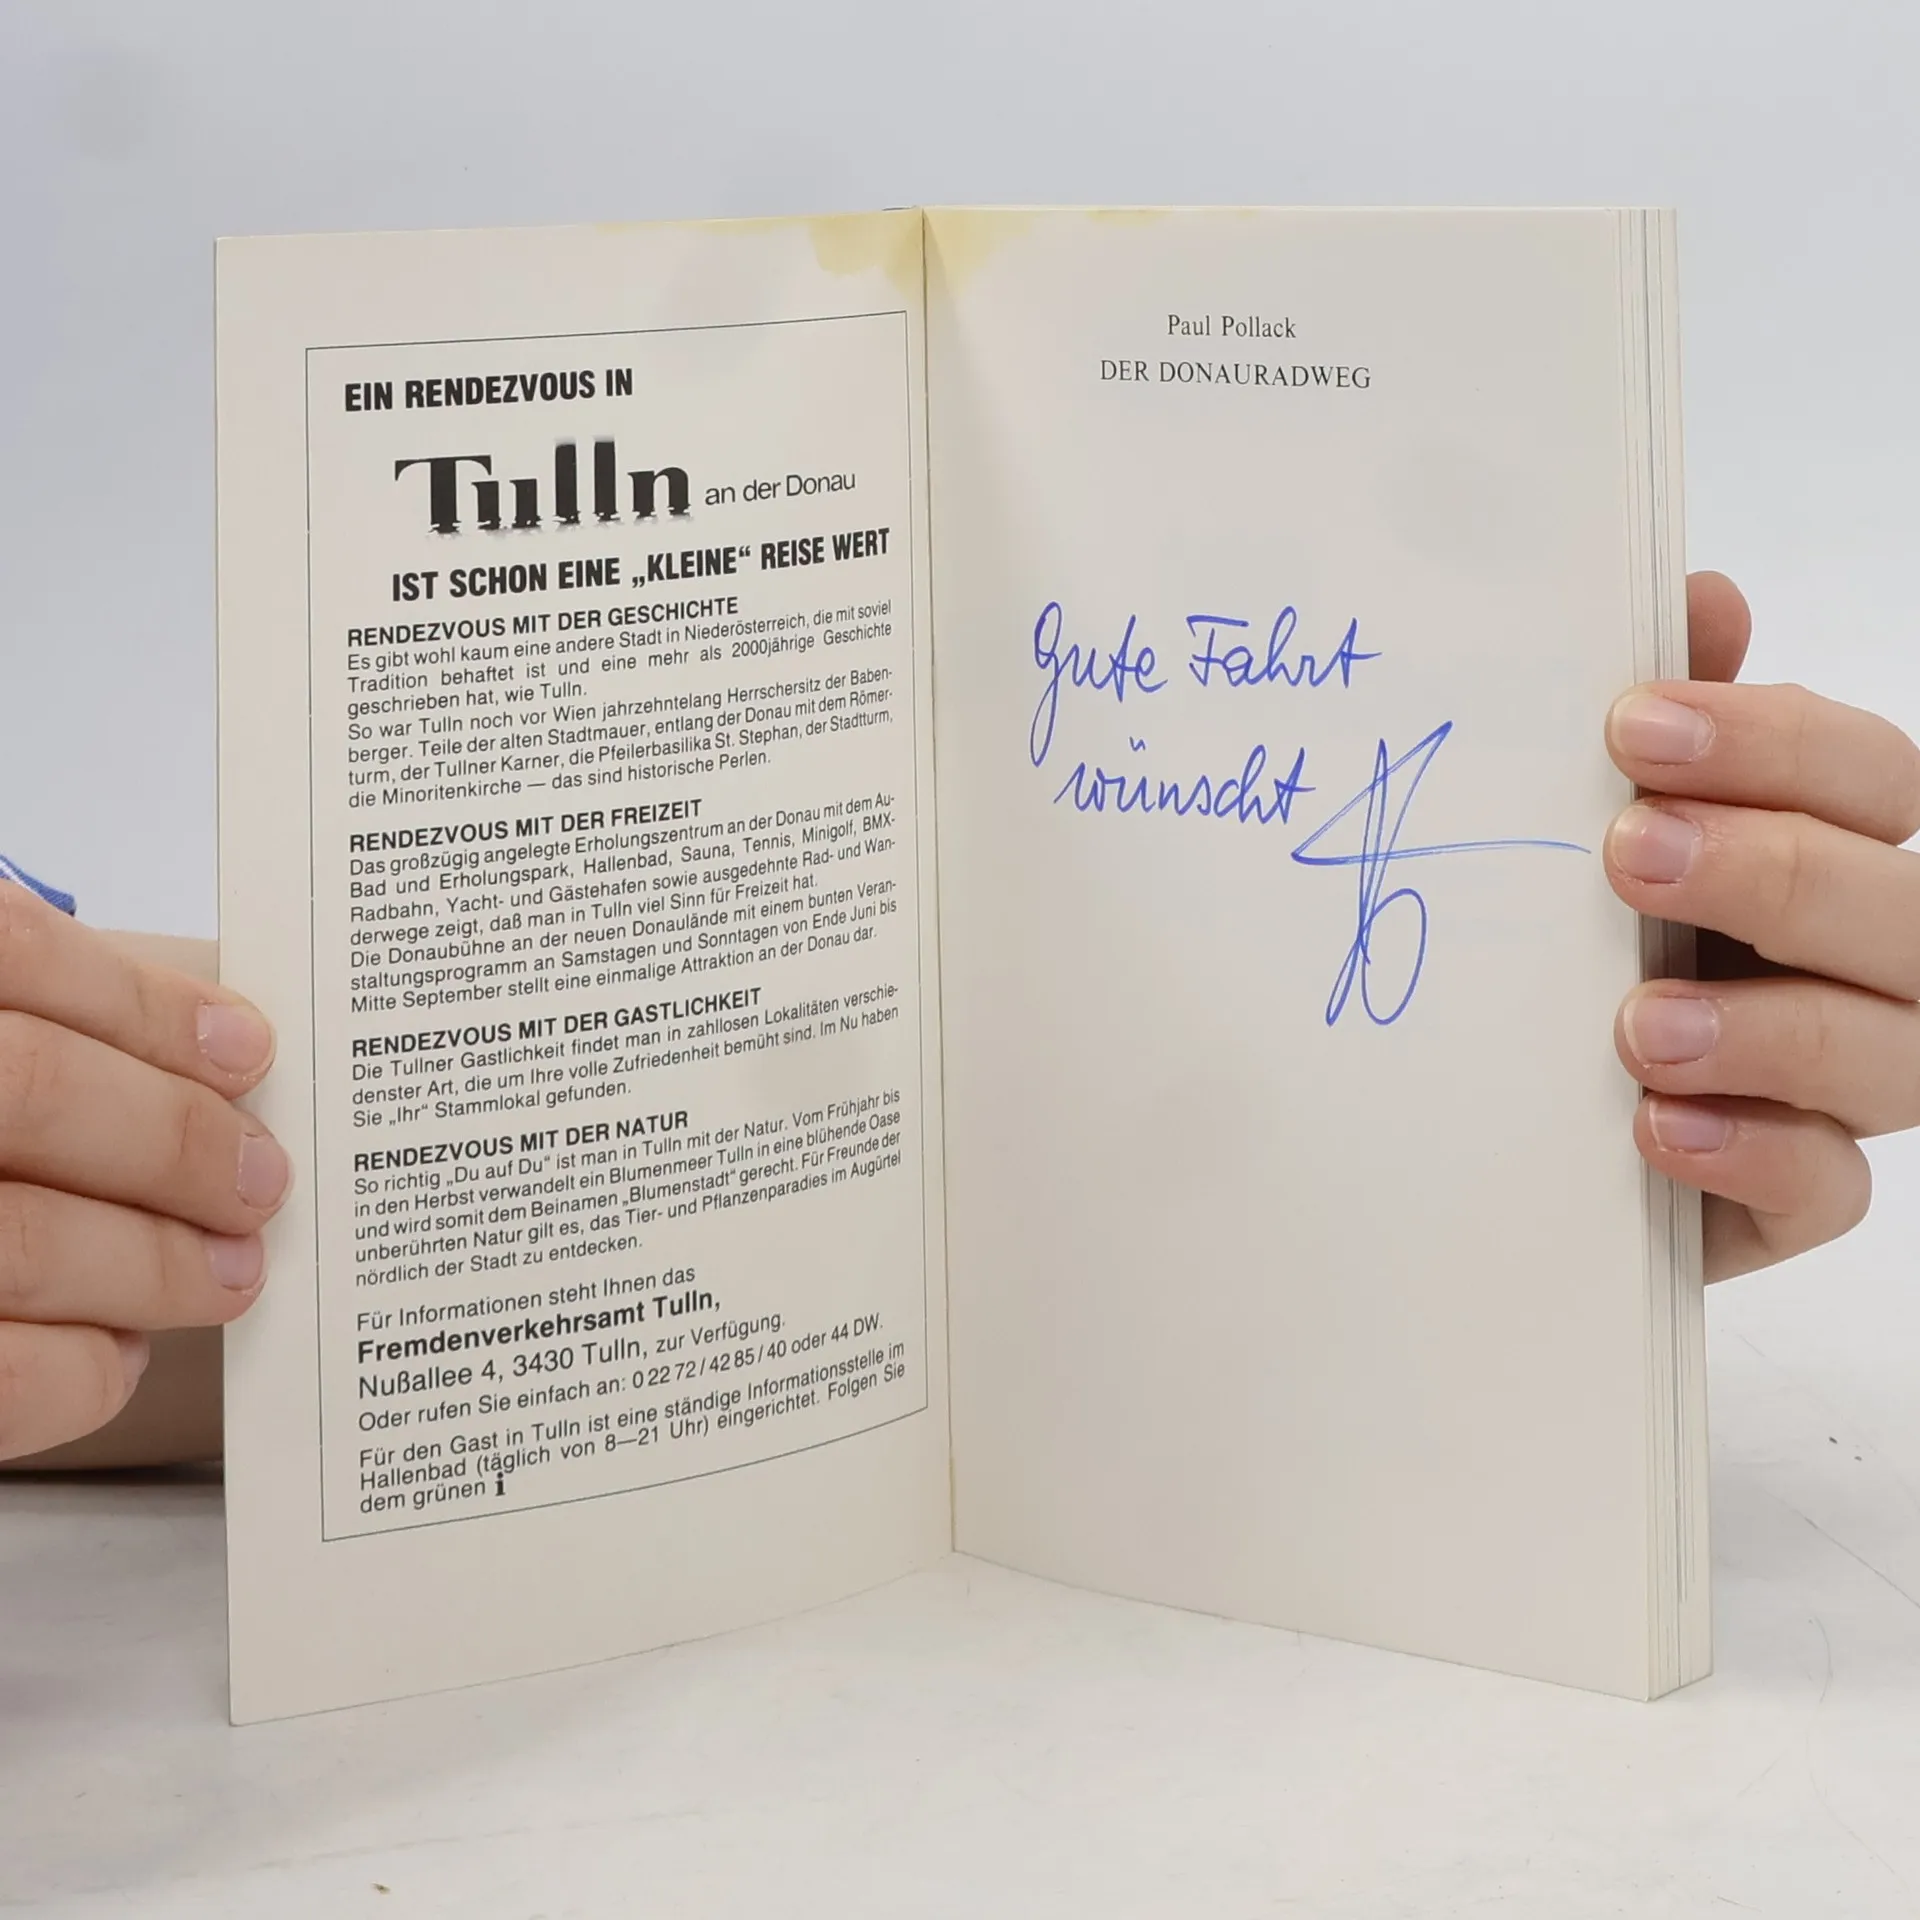 EIN RENDEZVOUS IN
Tulln an der Donau
IST SCHON EINE „KLEINE“ REISE WERT
RENDEZVOUS MIT DER GESCHICHTE
Es gibt wohl kaum eine andere Stadt in Niederösterreich, die mit soviel
Tradition behaftet ist und eine mehr als 2000jährige Geschichte
geschrieben hat, wie Tulln.
So war Tulln noch vor Wien jahrzehntelang Herrschersitz der Baben-
berger. Teile der alten Stadtmauer, entlang der Donau mit dem Römer-
turm, der Tullner Karner, die Pfeilerbasilika St. Stephan, der Stadtturm,
die Minoritenkirche — das sind historische Perlen.
RENDEZVOUS MIT DER FREIZEIT
Das großzügig angelegte Erholungszentrum an der Donau mit dem Au-
Bad und Erholungspark, Hallenbad, Sauna, Tennis, Minigolf, BMX-
Radbahn, Yacht- und Gästehafen sowie ausgedehnte Rad- und Wan-
derwege zeigt, daß man in Tulln viel Sinn für Freizeit hat.
Die Donaubühne an der neuen Donaulände mit einem bunten Veran-
staltungsprogramm an Samstagen und Sonntagen von Ende Juni bis
Mitte September stellt eine einmalige Attraktion an der Donau dar.
RENDEZVOUS MIT DER GASTLICHKEIT
Die Tullner Gastlichkeit findet man in zahllosen Lokalitäten verschie-
denster Art, die um Ihre volle Zufriedenheit bemüht sind. Im Nu haben
Sie „Ihr“ Stammlokal gefunden.
RENDEZVOUS MIT DER NATUR
So richtig „Du auf Du“ ist man in Tulln mit der Natur. Vom Frühjahr bis
in den Herbst verwandelt ein Blumenmeer Tulln in eine blühende Oase
und wird somit dem Beinamen „Blumenstadt“ gerecht. Für Freunde der
unberührten Natur gilt es, das Tier- und Pflanzenparadies im Augürtel
nördlich der Stadt zu entdecken.
Für Informationen steht Ihnen das
Fremdenverkehrsamt Tulln,
Nußallee 4, 3430 Tulln, zur Verfügung.
Oder rufen Sie einfach an: 0 22 72 / 42 85 / 40 oder 44 DW.
Für den Gast in Tulln ist eine ständige Informationsstelle im
Hallenbad (täglich von 8—21 Uhr) eingerichtet. Folgen Sie
dem grünen i
Paul Pollack
DER DONAURADWEG
Gute Fahrt
wünscht